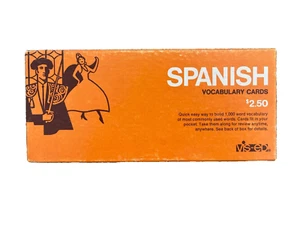 SPANISH
VOCABULARY CARDS
$2.50
Quick easy way to build 1,000 word vocabulary
of most commonly used words. Cards fit in your
pocket. Take them along for review anytime,
anywhere. See back of box for details.
vis-ed